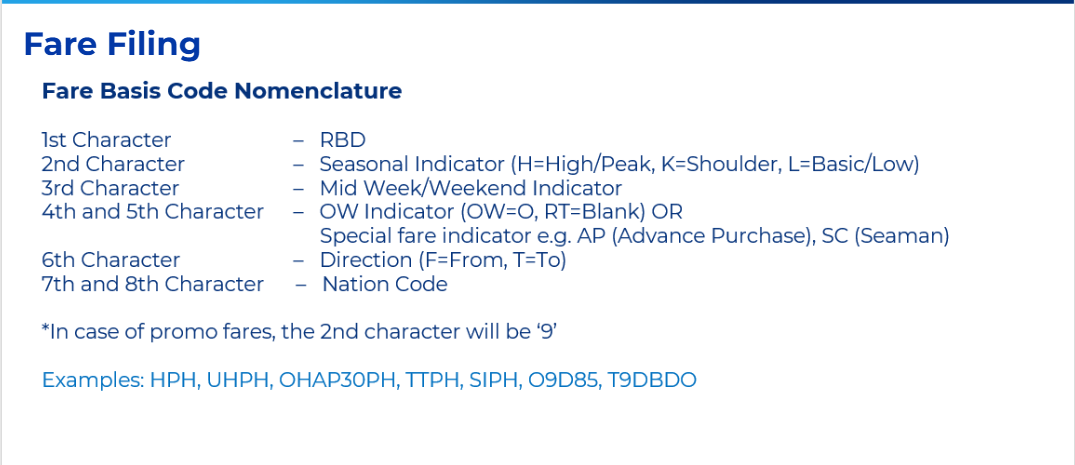 Fare Filing
Fare Basis Code Nomenclature
1st Character – RBD
2nd Character – Seasonal Indicator (H=High/Peak, K=Shoulder, L=Basic/Low)
3rd Character – Mid Week/Weekend Indicator
4th and 5th Character – OW Indicator (OW=O, RT=Blank) OR
Special fare indicator e.g. AP (Advance Purchase), SC (Seaman)
6th Character – Direction (F=From, T=To)
7th and 8th Character – Nation Code
*In case of promo fares, the 2nd character will be ‘9’
Examples: HPH, UHPH, OHAP30PH, TTPH, SIPH, O9D85, T9DBDO